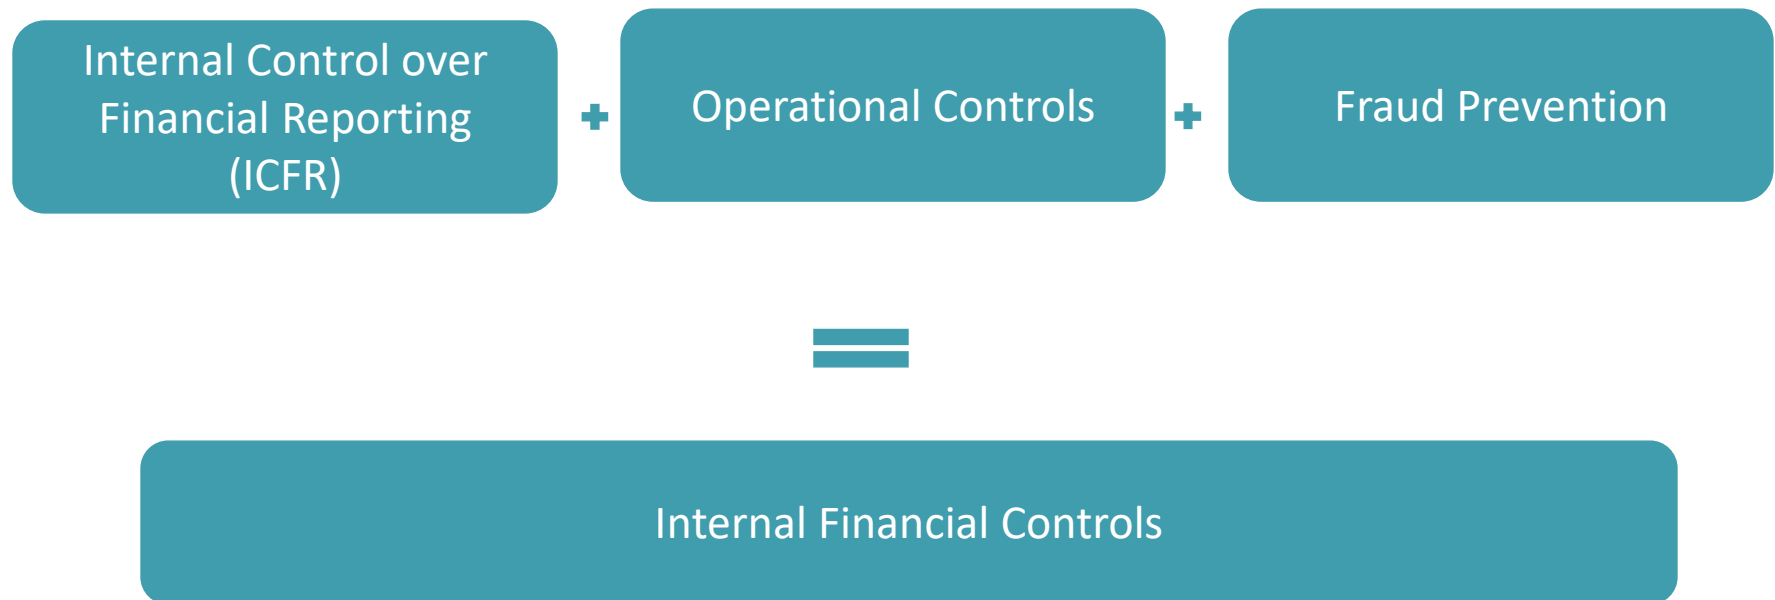 Internal Control over
Financial Reporting
(ICFR)
+
Operational Controls
+
Fraud Prevention
=
Internal Financial Controls